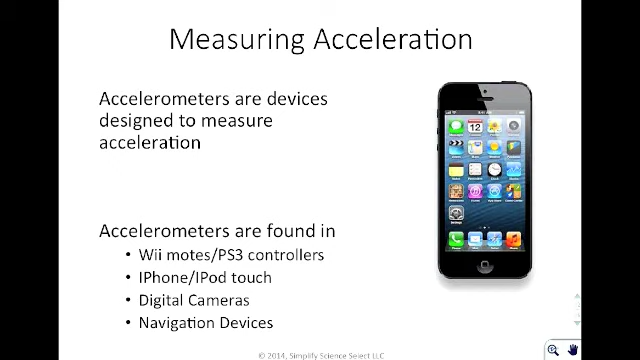 Measuring Acceleration
Accelerometers are devices
designed to measure
acceleration
Accelerometers are found in
• Wii motes/PS3 controllers
• IPhone/IPod touch
• Digital Cameras
• Navigation Devices
12
© 2014, Simplify Science Select LLC